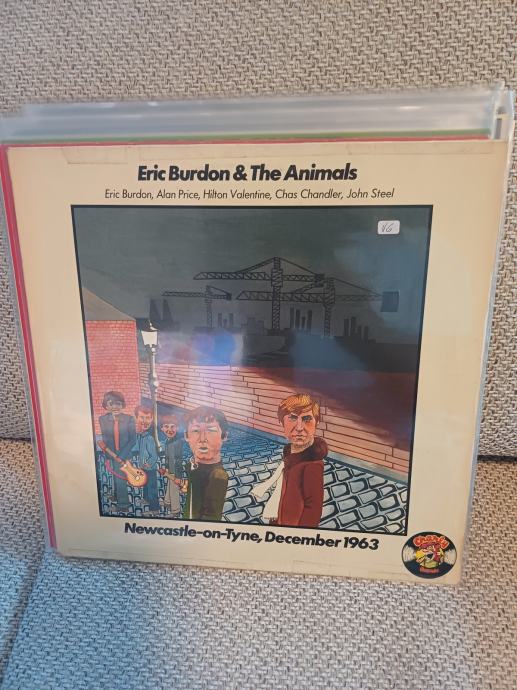 Eric Burdon & The Animals
Eric Burdon, Alan Price, Hilton Valentine, Chas Chandler, John Steel
VG
Newcastle-on-Tyne, December 1963
Charly
Records